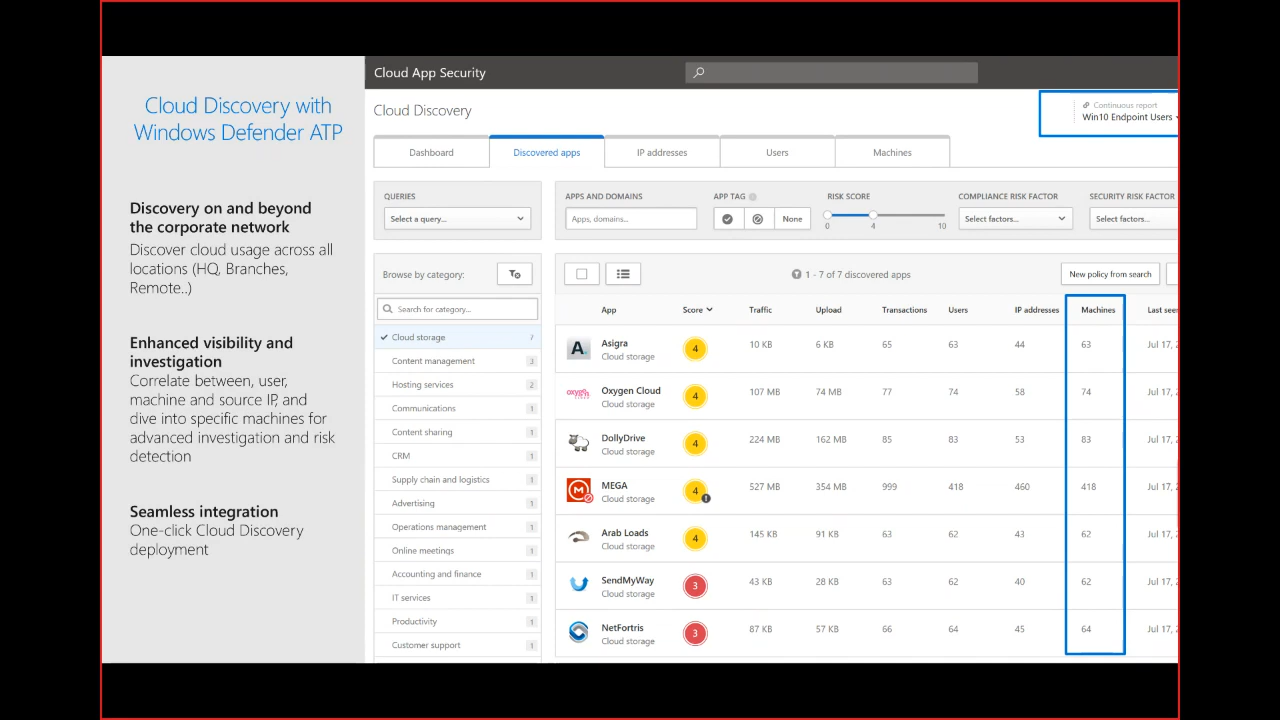 Cloud Discovery with
Windows Defender ATP
Discovery on and beyond
the corporate network
Discover cloud usage across all
locations (HQ, Branches,
Remote..)
Enhanced visibility and
investigation
Correlate between, user,
machine and source IP, and
dive into specific machines for
advanced investigation and risk
detection
Seamless integration
One-click Cloud Discovery
deployment
Cloud App Security
Cloud Discovery
Continuous report
Win10 Endpoint Users
Dashboard Discovered apps IP addresses Users Machines
QUERIES
Select a query...
APPS AND DOMAINS APP TAG RISK SCORE COMPLIANCE RISK FACTOR SECURITY RISK FACTOR
Apps, domains... None 0 4 10 Select factors... Select factors...
Browse by category:
Search for category...
Cloud storage 7
Content management 3
Hosting services 2
Communications 1
Content sharing 1
CRM 1
Supply chain and logistics 1
Advertising 1
Operations management 1
Online meetings 1
Accounting and finance 1
IT services 1
Productivity 1
Customer support 1
1 - 7 of 7 discovered apps New policy from search
App Score Traffic Upload Transactions Users IP addresses Machines Last seen
Asigra
Cloud storage 4 10 KB 6 KB 65 63 44 63 Jul 17,
oxygen
Oxygen Cloud
Cloud storage 4 107 MB 74 MB 77 74 58 74 Jul 17,
DollyDrive
Cloud storage 4 224 MB 162 MB 85 83 53 83 Jul 17,
MEGA
Cloud storage 4 527 MB 354 MB 999 418 460 418 Jul 17,
Arab Loads
Cloud storage 4 145 KB 91 KB 63 62 43 62 Jul 17,
SendMyWay
Cloud storage 3 43 KB 28 KB 63 62 40 62 Jul 17,
NetFortris
Cloud storage 3 87 KB 57 KB 66 64 45 64 Jul 17,